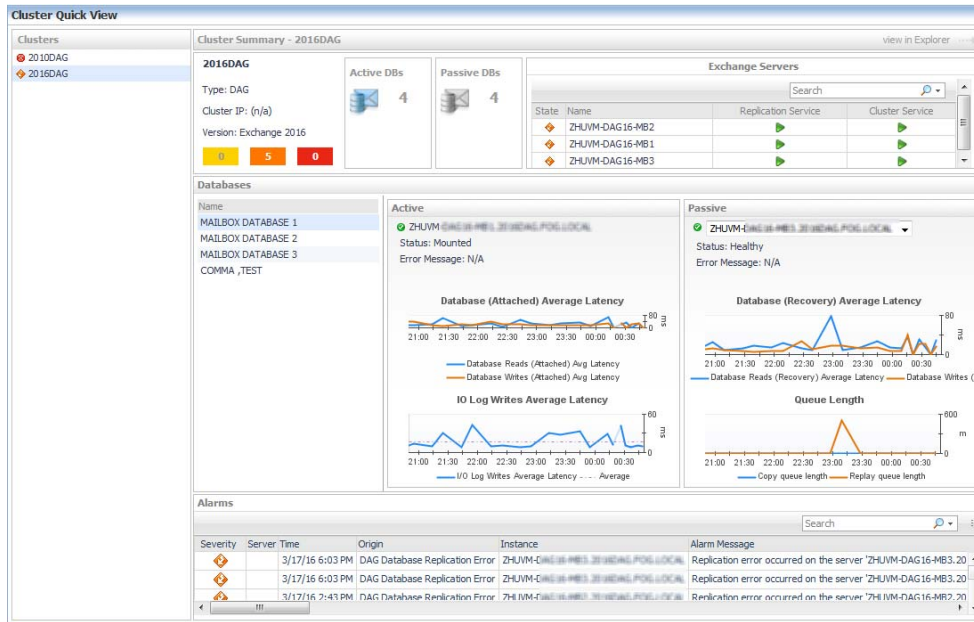 Cluster Quick View
Clusters
2010DAG
2016DAG
Cluster Summary - 2016DAG
view in Explorer
2016DAG
Type: DAG
Cluster IP: (n/a)
Version: Exchange 2016
0 5 0
Active DBs
4
Passive DBs
4
Exchange Servers
Search
State Name Replication Service Cluster Service
ZHUVM-DAG16-MB2
ZHUVM-DAG16-MB1
ZHUVM-DAG16-MB3
Databases
Name
MAILBOX DATABASE 1
MAILBOX DATABASE 2
MAILBOX DATABASE 3
COMMA ,TEST
Active
ZHUVM
Status: Mounted
Error Message: N/A
Database (Attached) Average Latency
80
ms
0
21:00 21:30 22:00 22:30 23:00 23:30 00:00 00:30
Database Reads (Attached) Avg Latency
Database Writes (Attached) Avg Latency
IO Log Writes Average Latency
60
ms
0
21:00 21:30 22:00 22:30 23:00 23:30 00:00 00:30
I/O Log Writes Average Latency Average
Passive
ZHUVM-
Status: Healthy
Error Message: N/A
Database (Recovery) Average Latency
80
ms
0
21:00 21:30 22:00 22:30 23:00 23:30 00:00 00:30
Database Reads (Recovery) Average Latency Database Writes (
Queue Length
600
m
0
21:00 21:30 22:00 22:30 23:00 23:30 00:00 00:30
Copy queue length Replay queue length
Alarms
Search
Severity Server Time Origin Instance Alarm Message
3/17/16 6:03 PM DAG Database Replication Error ZHUVM- Replication error occurred on the server 'ZHUVM-DAG16-MB3.20
3/17/16 6:03 PM DAG Database Replication Error ZHUVM- Replication error occurred on the server 'ZHUVM-DAG16-MB3.20
3/17/16 2:43 PM DAG Database Replication Error ZHUVM- Replication error occurred on the server 'ZHUVM-DAG16-MB2.20